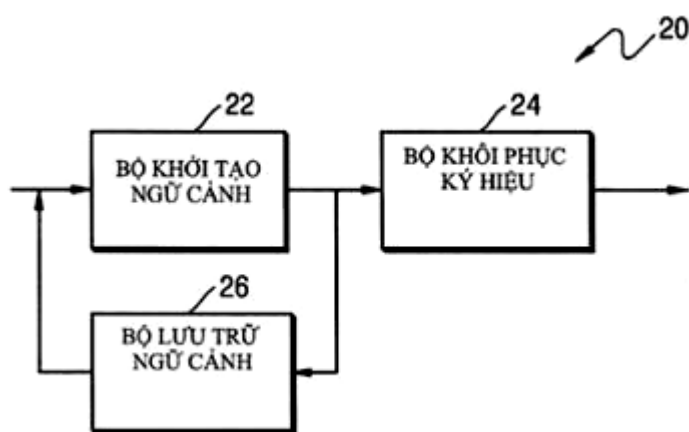 20
22
BỘ KHỞI TẠO
NGỮ CẢNH
24
BỘ KHÔI PHỤC
KÝ HIỆU
26
BỘ LƯU TRỮ
NGỮ CẢNH